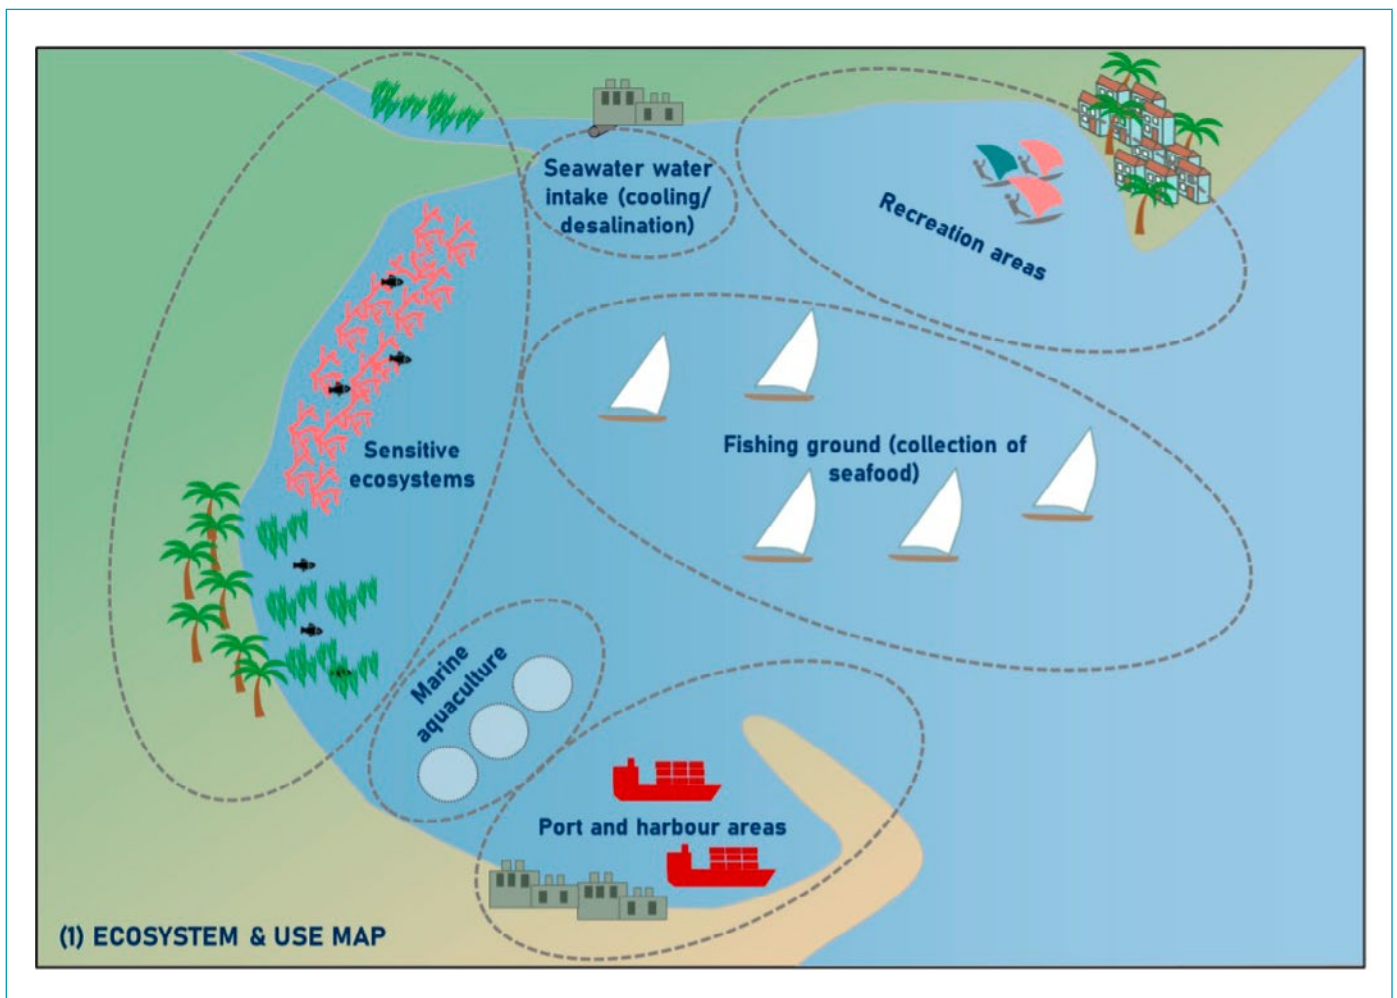 Seawater water
intake (cooling/
desalination)
Recreation areas
Sensitive
ecosystems
Fishing ground (collection of
seafood)
Marine
aquaculture
Port and harbour areas
(1) ECOSYSTEM & USE MAP